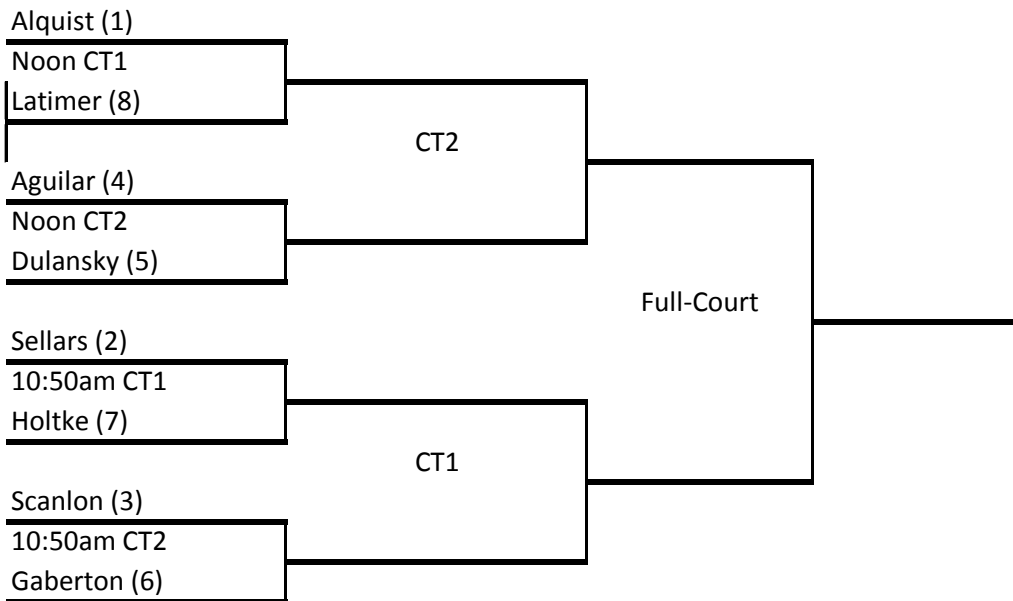 Alquist (1)
Noon CT1
Latimer (8)
CT2
Aguilar (4)
Noon CT2
Dulansky (5)
Full-Court
Sellars (2)
10:50am CT1
Holtke (7)
CT1
Scanlon (3)
10:50am CT2
Gaberton (6)